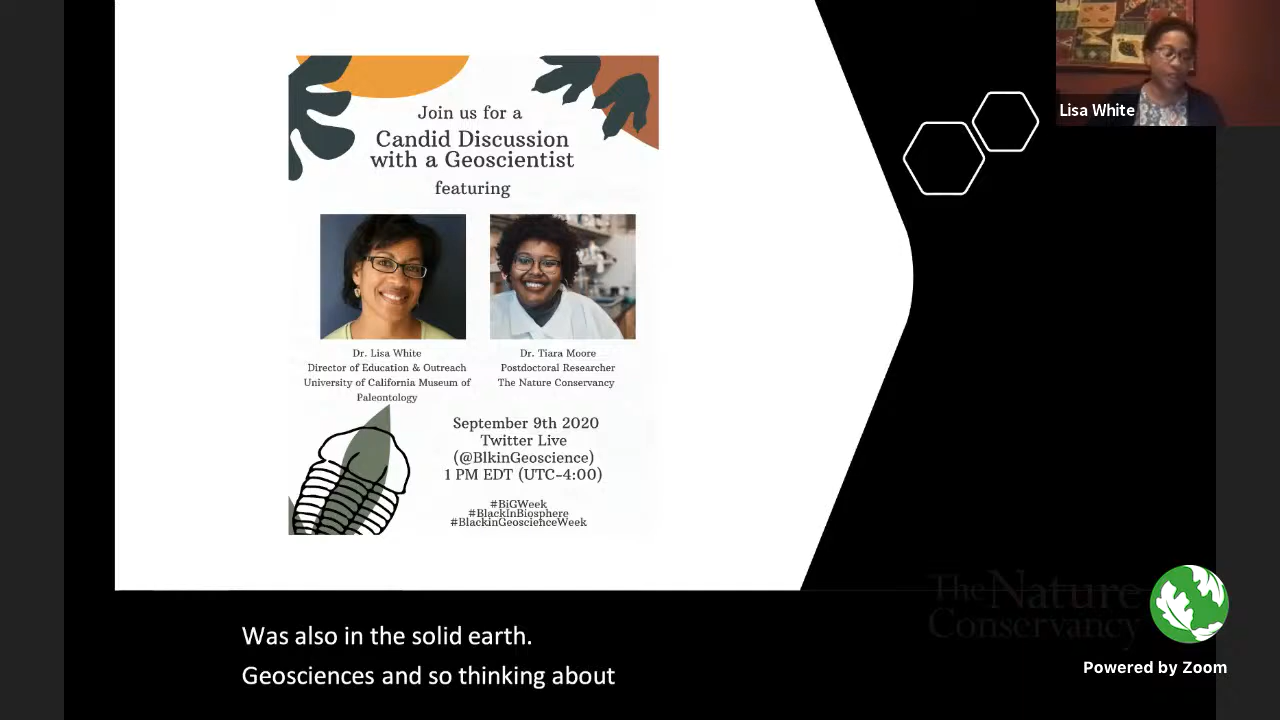 Join us for a
Candid Discussion
with a Geoscientist
featuring
Dr. Lisa White
Director of Education & Outreach
University of California Museum of
Paleontology
Dr. Tiara Moore
Postdoctoral Researcher
The Nature Conservancy
September 9th 2020
Twitter Live
(@BlkinGeoscience)
1 PM EDT (UTC-4:00)
#BiGWeek
#BlackInBiosphere
#BlackinGeoscienceWeek
Lisa White
The Nature
Conservancy
Powered by Zoom
Was also in the solid earth.
Geosciences and so thinking about